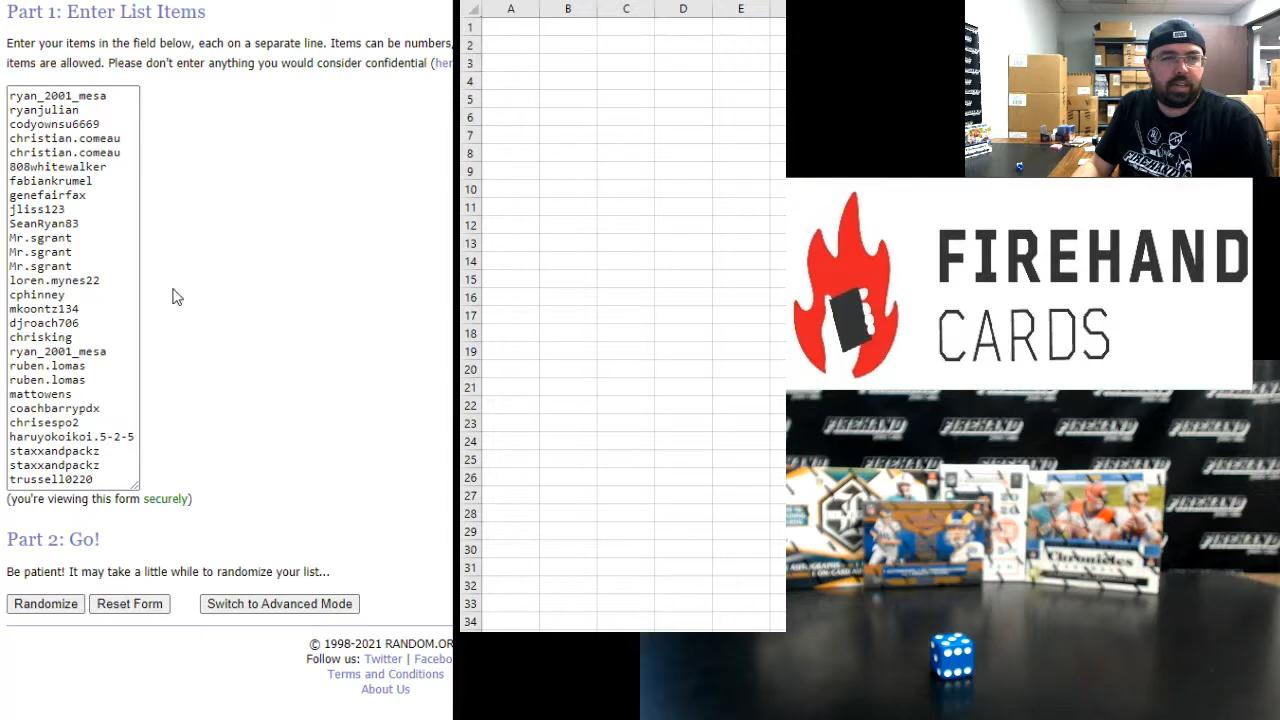 Part 1: Enter List Items
Enter your items in the field below, each on a separate line. Items can be numbers,
items are allowed. Please don't enter anything you would consider confidential (her
ryan_2001_mesa
ryanjulian
codyownsu6669
christian.comeau
christian.comeau
808whitewalker
fabiankrumel
genefairfax
jliss123
SeanRyan83
Mr.sgrant
Mr.sgrant
Mr.sgrant
loren.mynes22
cphinney
mkoontz134
djroach706
chrisking
ryan_2001_mesa
ruben.lomas
ruben.lomas
mattowens
coachbarrypdx
chrisespo2
haruyokoikoi.5-2-5
staxxandpackz
staxxandpackz
trussell0220
(you're viewing this form securely)
Part 2: Go!
Be patient! It may take a little while to randomize your list...
Randomize
Reset Form
Switch to Advanced Mode
© 1998-2021 RANDOM.OR
Follow us: Twitter | Facebo
Terms and Conditions
About Us
A B C D E
1
2
3
4
5
6
7
8
9
10
11
12
13
14
15
16
17
18
19
20
21
22
23
24
25
26
27
28
29
30
31
32
33
34
FIREHAND
CARDS
FIREHAND
FIREHAND
FIREHAND
FIREHAND
Chronicles